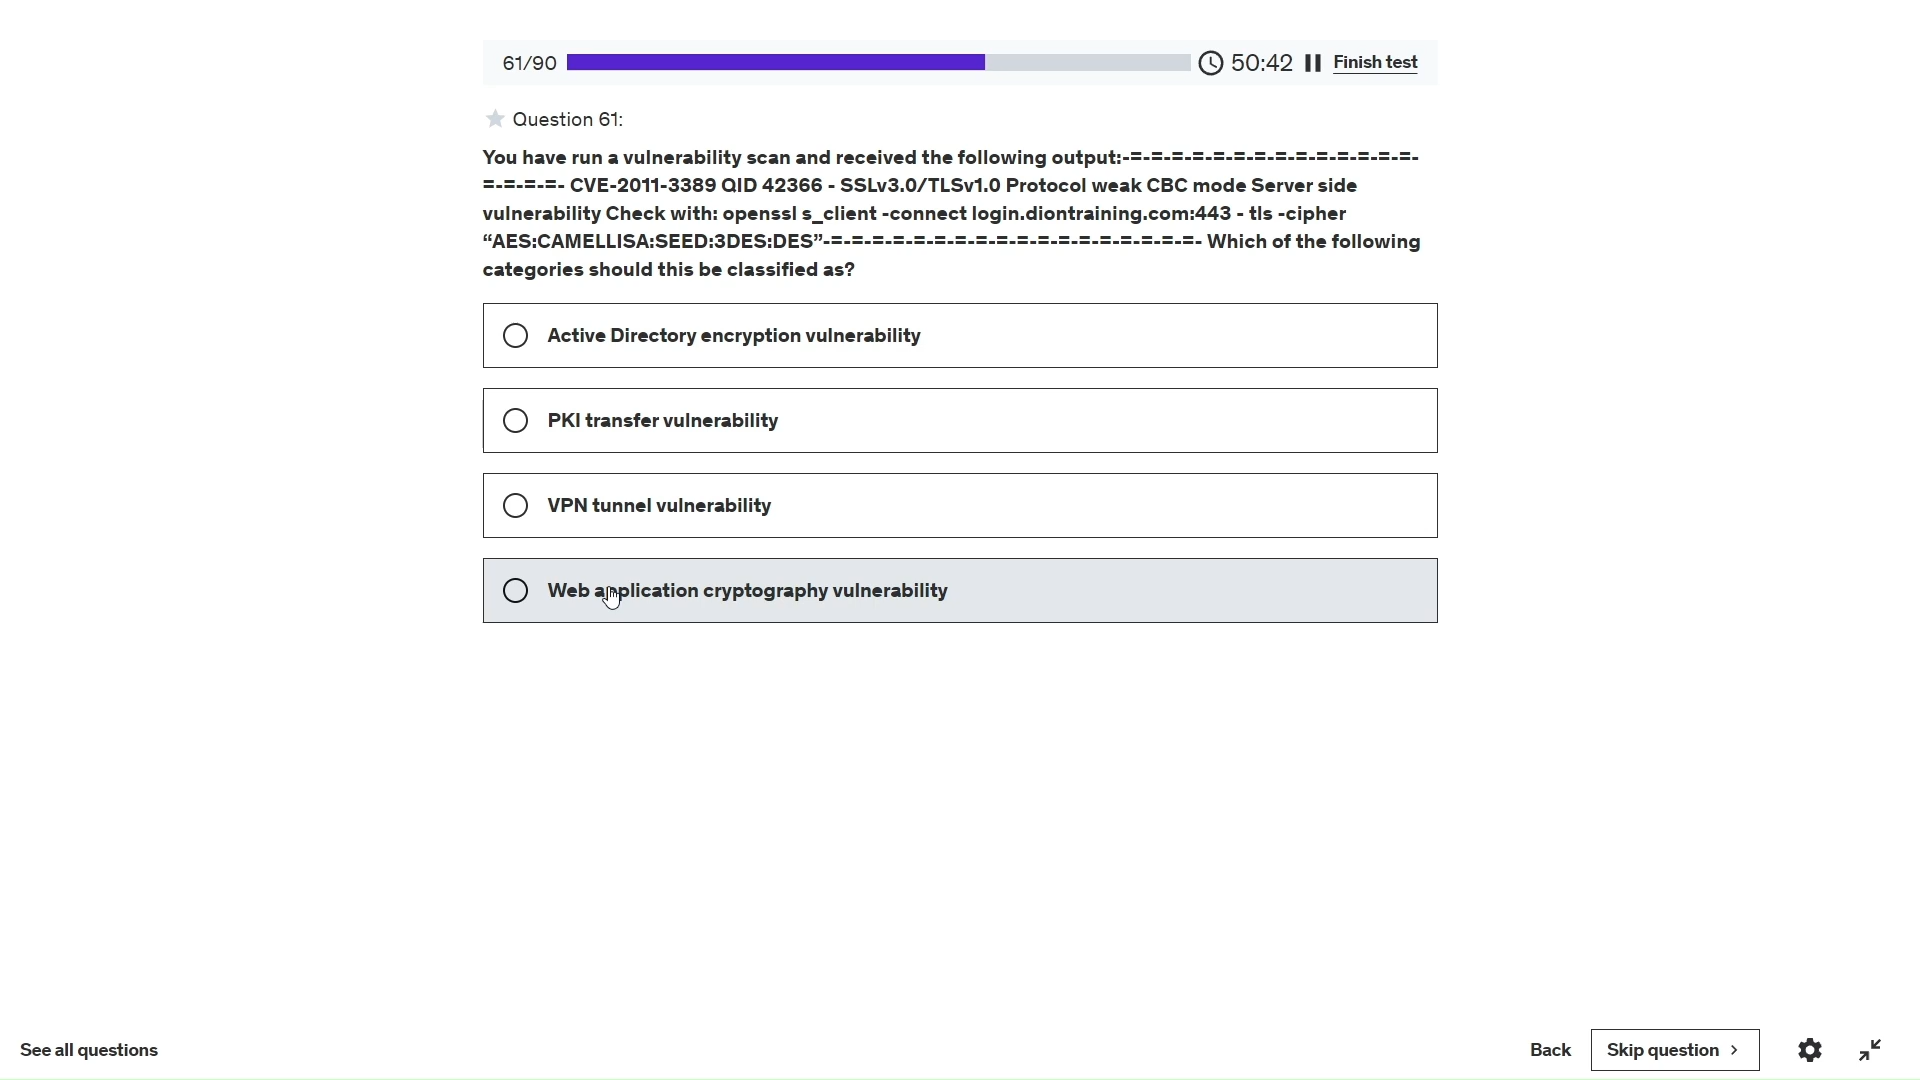 61/90
50:42
Finish test
Question 61:
You have run a vulnerability scan and received the following output:-=-=-=-=-=-=-=-=-=-=-=-=-=-=-
=-=-=-=- CVE-2011-3389 QID 42366 - SSLv3.0/TLSv1.0 Protocol weak CBC mode Server side
vulnerability Check with: openssl s_client -connect login.diontraining.com:443 - tls -cipher
“AES:CAMELLISA:SEED:3DES:DES”-=-=-=-=-=-=-=-=-=-=-=-=-=-=-=-=-=-=- Which of the following
categories should this be classified as?
Active Directory encryption vulnerability
PKI transfer vulnerability
VPN tunnel vulnerability
Web application cryptography vulnerability
See all questions
Back
Skip question